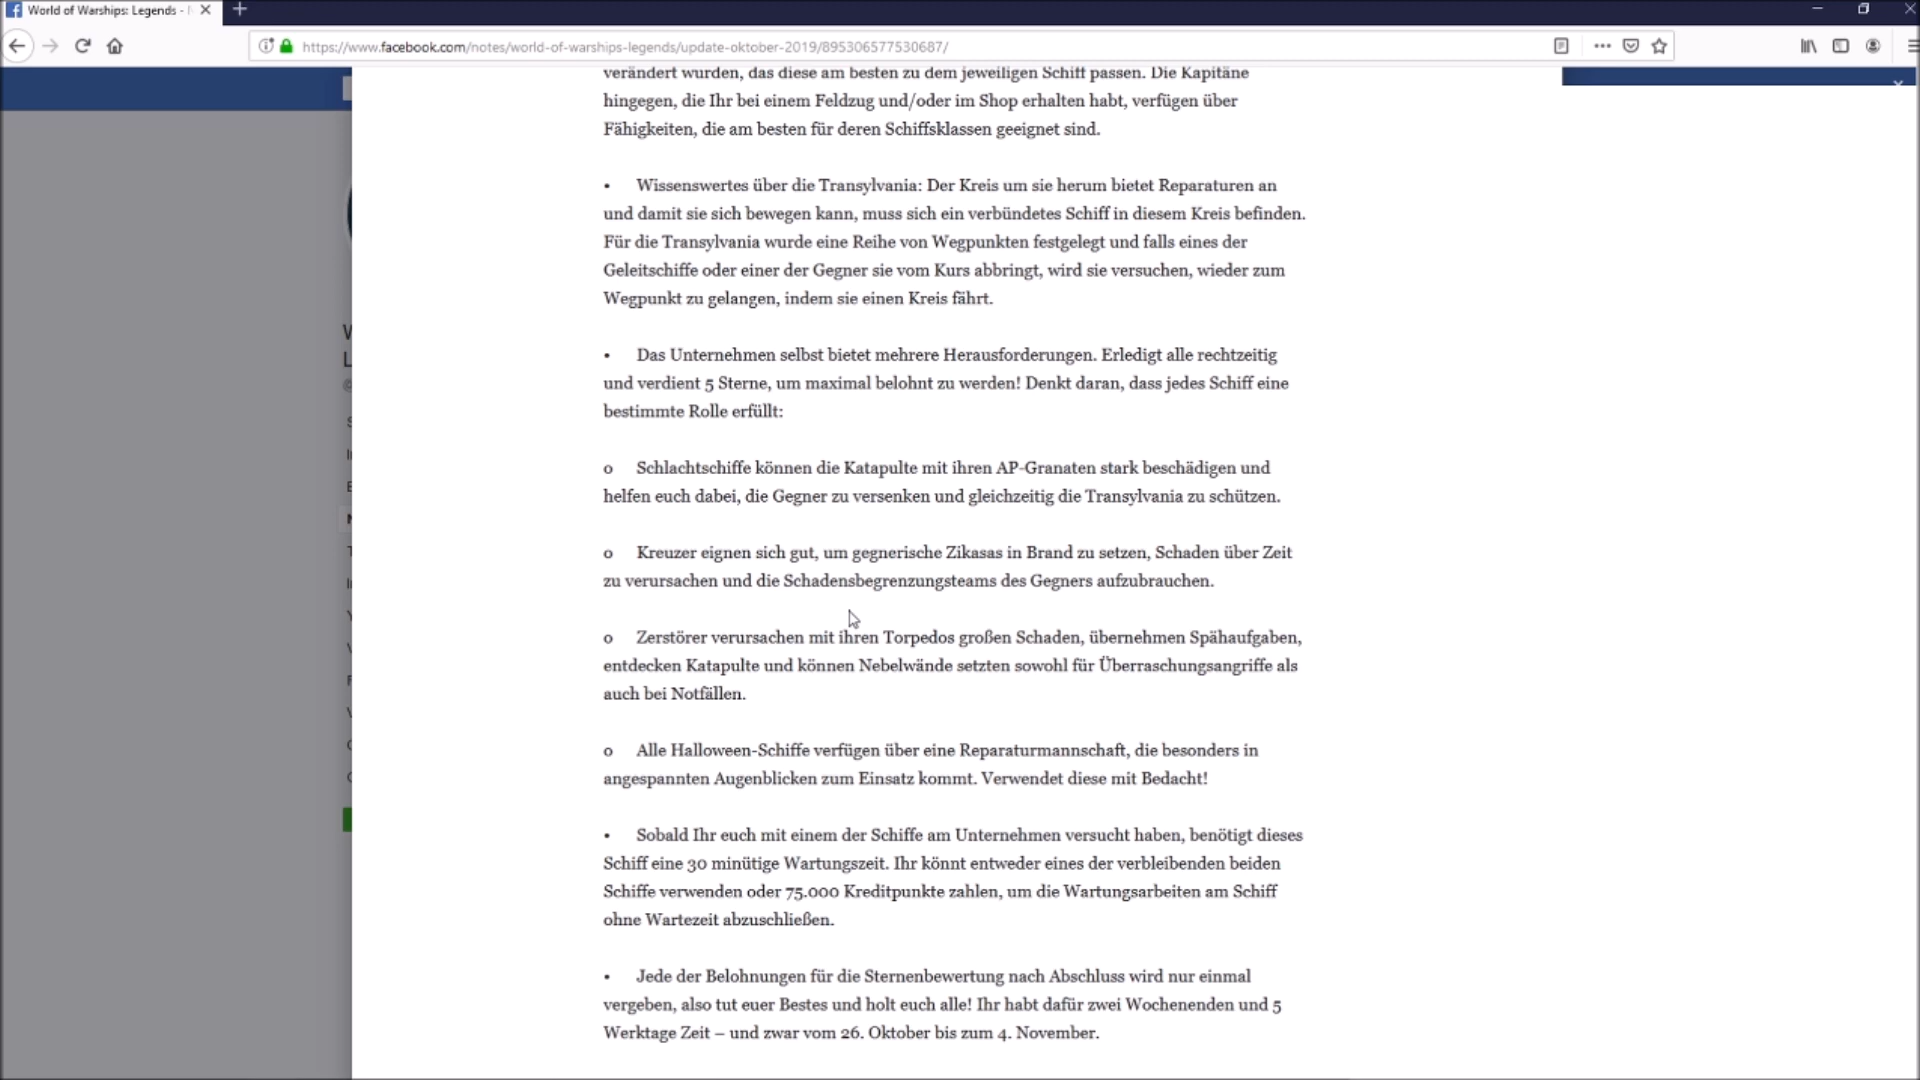 World of Warships: Legends -
https://www.facebook.com/notes/world-of-warships-legends/update-oktober-2019/895306577530687/
verändert wurden, das diese am besten zu dem jeweiligen Schiff passen. Die Kapitäne
hingegen, die Ihr bei einem Feldzug und/oder im Shop erhalten habt, verfügen über
Fähigkeiten, die am besten für deren Schiffsklassen geeignet sind.
• Wissenswertes über die Transylvania: Der Kreis um sie herum bietet Reparaturen an
und damit sie sich bewegen kann, muss sich ein verbündetes Schiff in diesem Kreis befinden.
Für die Transylvania wurde eine Reihe von Wegpunkten festgelegt und falls eines der
Geleitschiffe oder einer der Gegner sie vom Kurs abbringt, wird sie versuchen, wieder zum
Wegpunkt zu gelangen, indem sie einen Kreis fährt.
• Das Unternehmen selbst bietet mehrere Herausforderungen. Erledigt alle rechtzeitig
und verdient 5 Sterne, um maximal belohnt zu werden! Denkt daran, dass jedes Schiff eine
bestimmte Rolle erfüllt:
o Schlachtschiffe können die Katapulte mit ihren AP-Granaten stark beschädigen und
helfen euch dabei, die Gegner zu versenken und gleichzeitig die Transylvania zu schützen.
o Kreuzer eignen sich gut, um gegnerische Zikasas in Brand zu setzen, Schaden über Zeit
zu verursachen und die Schadensbegrenzungsteams des Gegners aufzubrauchen.
o Zerstörer verursachen mit ihren Torpedos großen Schaden, übernehmen Spähaufgaben,
entdecken Katapulte und können Nebelwände setzten sowohl für Überraschungsangriffe als
auch bei Notfällen.
o Alle Halloween-Schiffe verfügen über eine Reparaturmannschaft, die besonders in
angespannten Augenblicken zum Einsatz kommt. Verwendet diese mit Bedacht!
• Sobald Ihr euch mit einem der Schiffe am Unternehmen versucht haben, benötigt dieses
Schiff eine 30 minütige Wartungszeit. Ihr könnt entweder eines der verbleibenden beiden
Schiffe verwenden oder 75.000 Kreditpunkte zahlen, um die Wartungsarbeiten am Schiff
ohne Wartezeit abzuschließen.
• Jede der Belohnungen für die Sternenbewertung nach Abschluss wird nur einmal
vergeben, also tut euer Bestes und holt euch alle! Ihr habt dafür zwei Wochenenden und 5
Werktage Zeit – und zwar vom 26. Oktober bis zum 4. November.